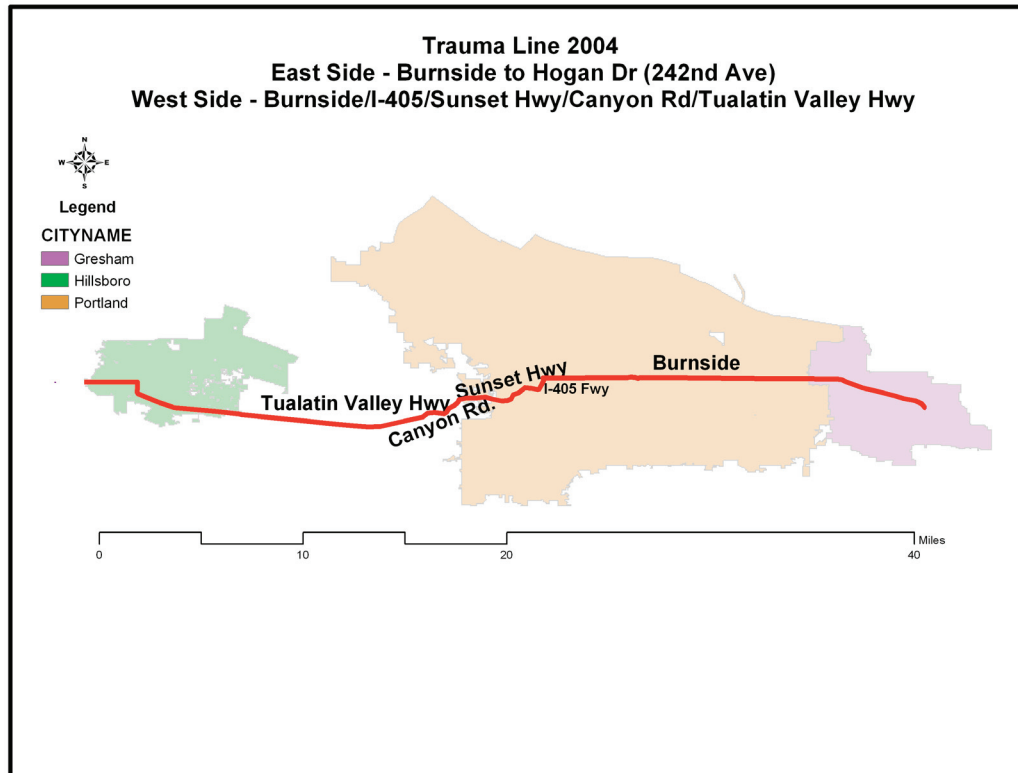 Trauma Line 2004
East Side - Burnside to Hogan Dr (242nd Ave)
West Side - Burnside/I-405/Sunset Hwy/Canyon Rd/Tualatin Valley Hwy
N
W E
S
Legend
CITYNAME
Gresham
Hillsboro
Portland
Burnside
Sunset Hwy
I-405 Fwy
Tualatin Valley Hwy
Canyon Rd.
Miles
0 10 20 40